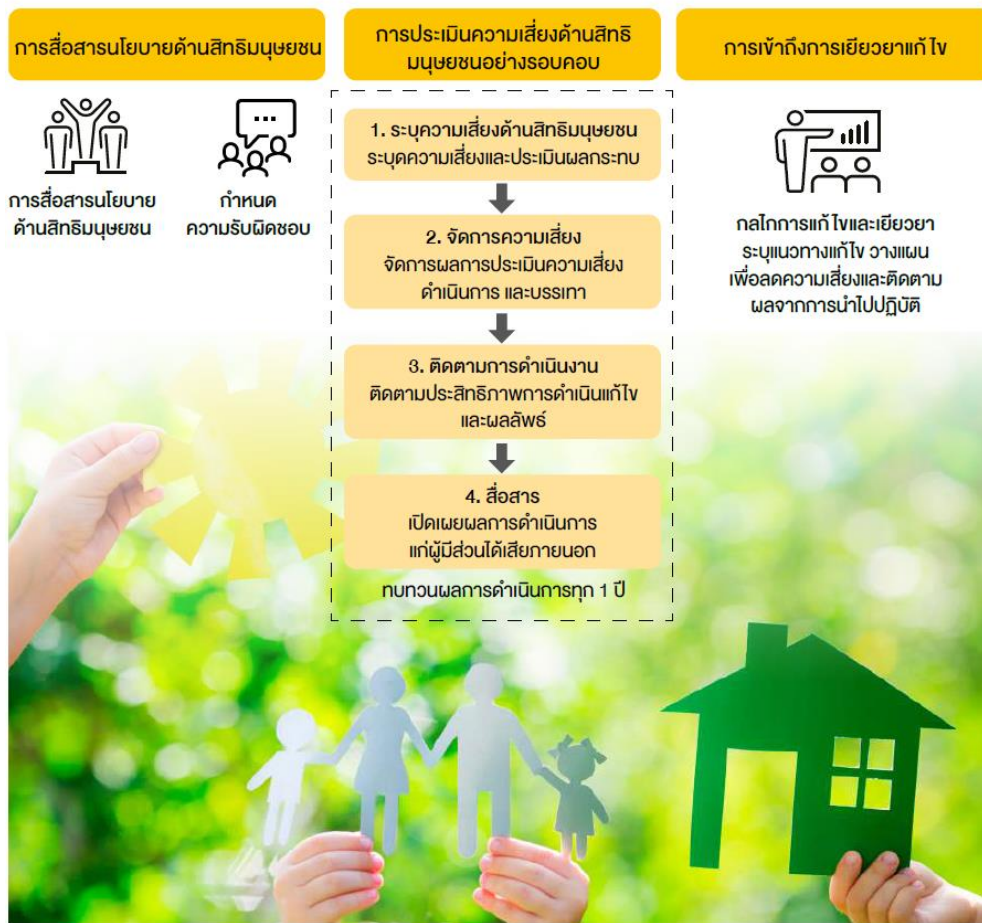 การสื่อสารนโยบายด้านสิทธิมนุษยชน
การประเมินความเสี่ยงด้านสิทธิ
มนุษยชนอย่างรอบคอบ
การเข้าถึงการเยียวยาแก้ไข
การสื่อสารนโยบาย
ด้านสิทธิมนุษยชน
กำหนด
ความรับผิดชอบ
1. ระบุความเสี่ยงด้านสิทธิมนุษยชน
ระบุดความเสี่ยงและประเมินผลกระทบ
2. จัดการความเสี่ยง
จัดการผลการประเมินความเสี่ยง
ดำเนินการ และบรรเทา
3. ติดตามการดำเนินงาน
ติดตามประสิทธิภาพการดำเนินแก้ไข
และผลลัพธ์
4. สื่อสาร
เปิดเผยผลการดำเนินการ
แก่ผู้มีส่วนได้เสียภายนอก
ทบทวนผลการดำเนินการทุก 1 ปี
กลไกการแก้ไขและเยียวยา
ระบุแนวทางแก้ไข วางแผน
เพื่อลดความเสี่ยงและติดตาม
ผลจากการนำไปปฏิบัติ